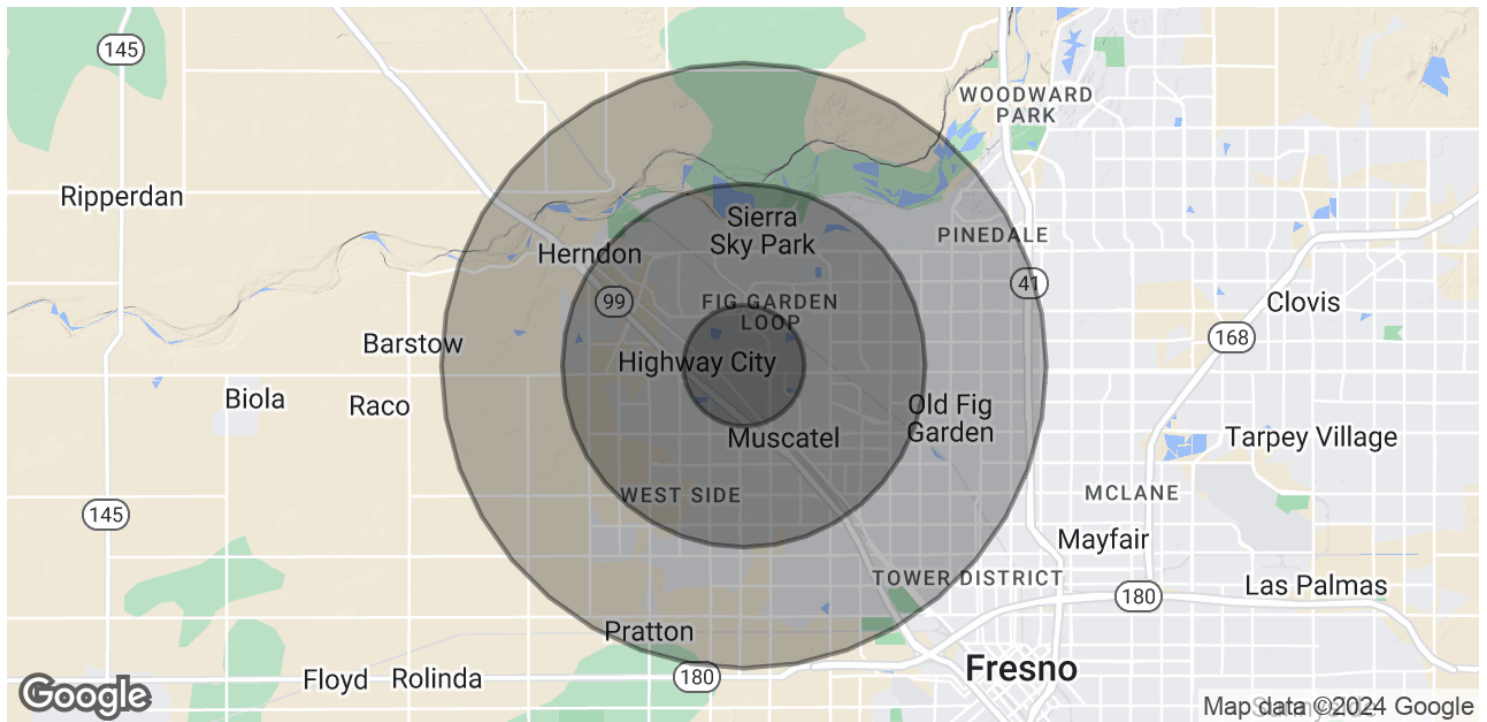 145
WOODWARD
PARK
Ripperdan
Sierra
Sky Park
PINEDALE
Herndon
41
99
FIG GARDEN
LOOP
Clovis
168
Barstow
Highway City
Biola
Raco
Old Fig
Garden
Muscatel
Tarpey Village
WEST SIDE
MCLANE
145
Mayfair
TOWER DISTRICT
180
Las Palmas
Pratton
Fresno
180
Floyd
Rolinda
Google
Map data ©2024 Google